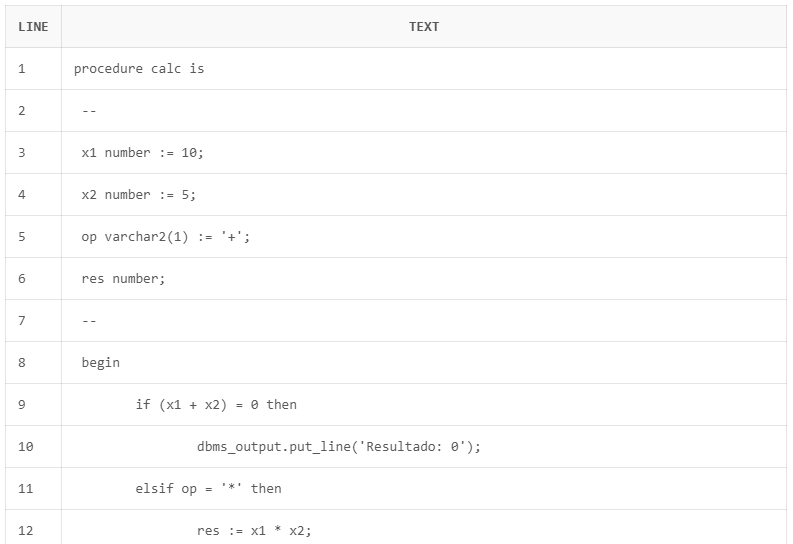 LINE TEXT
1 procedure calc is
2 --
3 x1 number := 10;
4 x2 number := 5;
5 op varchar2(1) := '+';
6 res number;
7 --
8 begin
9 if (x1 + x2) = 0 then
10 dbms_output.put_line('Resultado: 0');
11 elsif op = '*' then
12 res := x1 * x2;